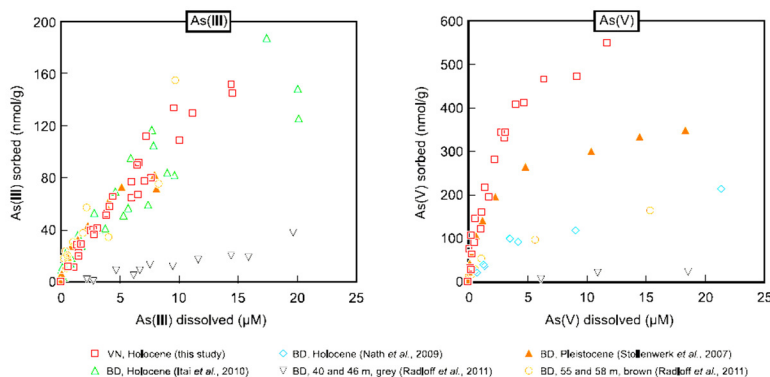 As(III)
200
160
120
80
40
0
As(III) sorbed (nmol/g)
0
5
10
15
20
25
As(III) dissolved (µM)
As(V)
600
500
400
300
200
100
0
As(V) sorbed (nmol/g)
0
5
10
15
20
25
As(V) dissolved (µM)
VN, Holocene (this study)
BD, Holocene (Nath et al., 2009)
BD, Pleistocene (Stollenwerk et al., 2007)
BD, Holocene (Itai et al., 2010)
BD, 40 and 46 m, grey (Radloff et al., 2011)
BD, 55 and 58 m, brown (Radloff et al., 2011)